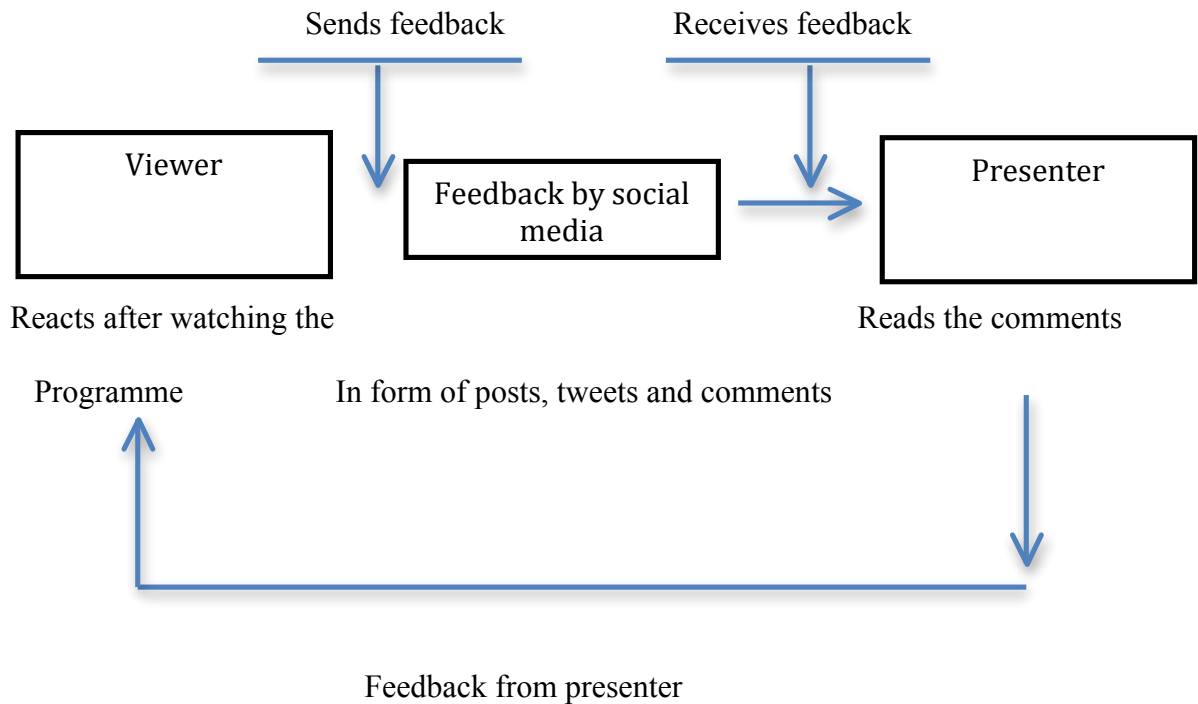 Sends feedback
Receives feedback
Viewer
Feedback by social
media
Presenter
Reacts after watching the
Reads the comments
Programme
In form of posts, tweets and comments
Feedback from presenter